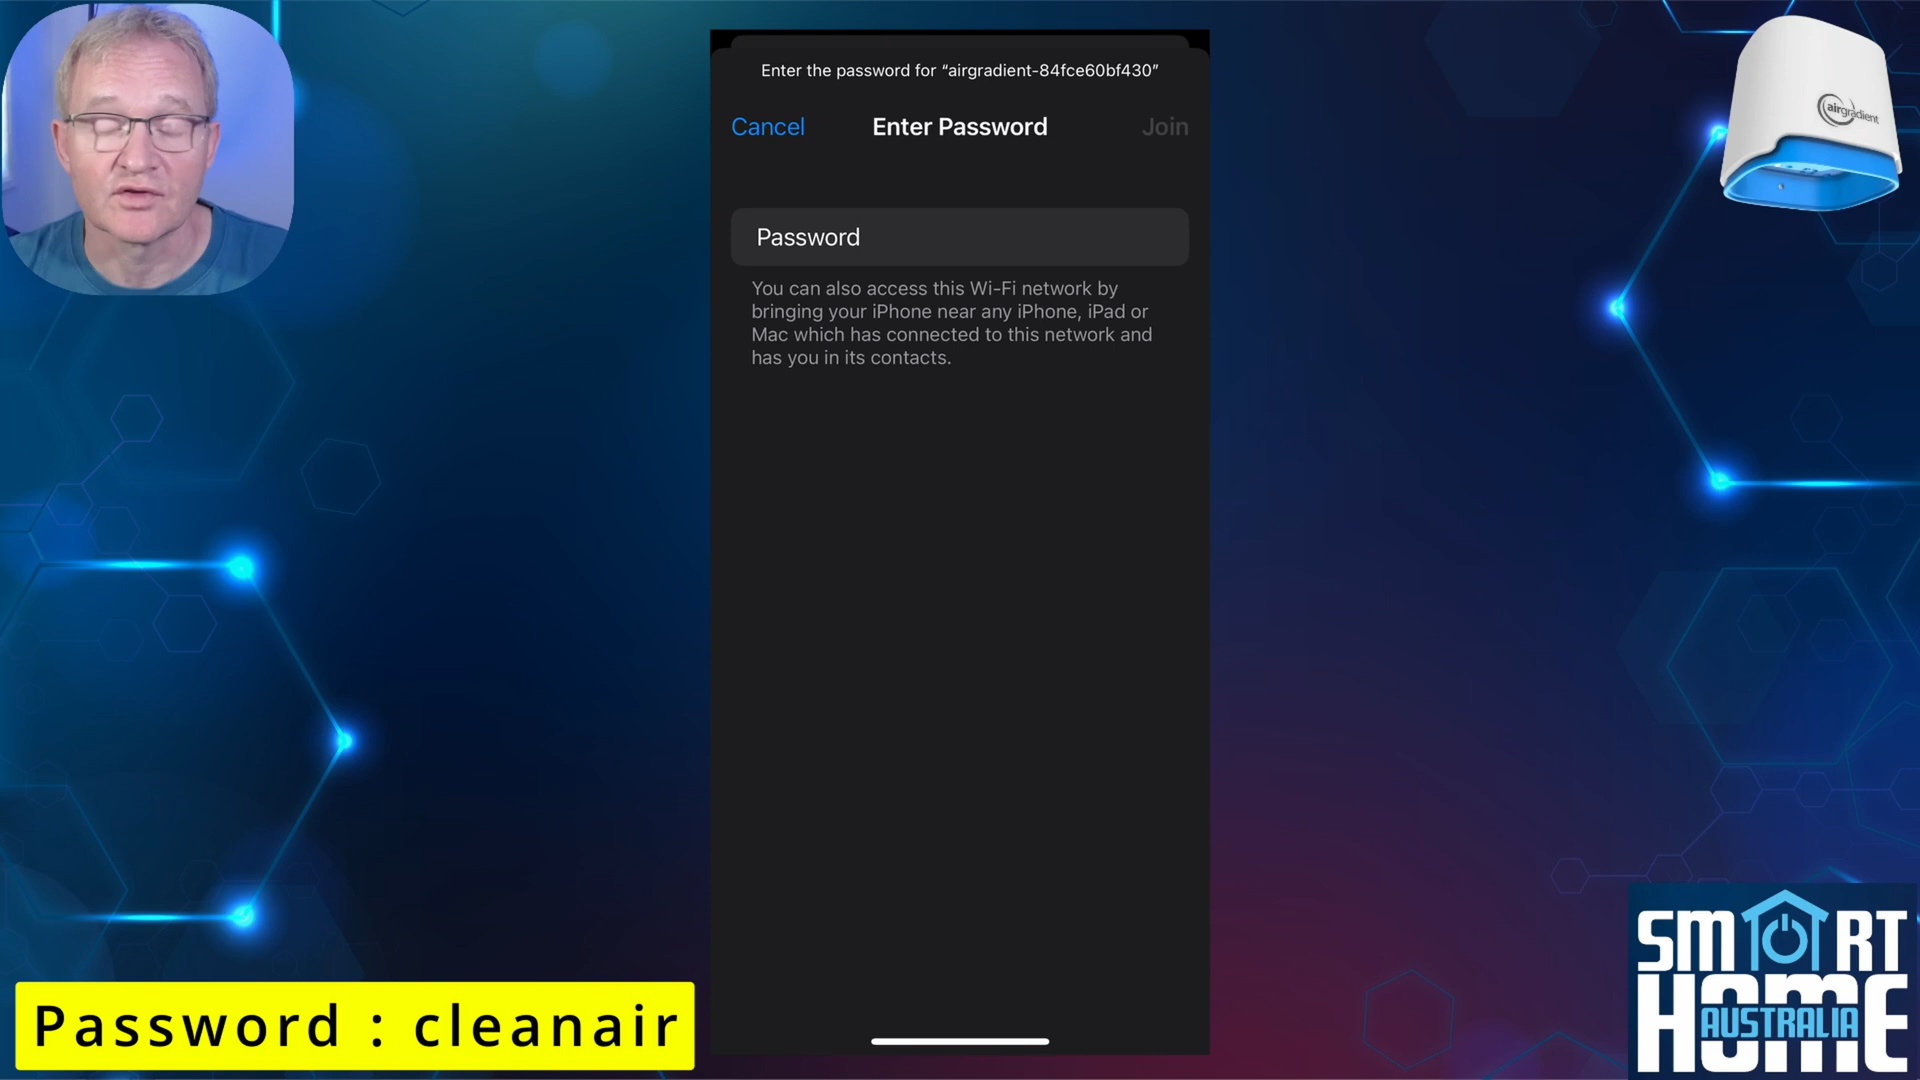 Enter the password for “airgradient-84fce60bf430”
Cancel
Enter Password
Join
Password
You can also access this Wi-Fi network by
bringing your iPhone near any iPhone, iPad or
Mac which has connected to this network and
has you in its contacts.
airgradient
Password : cleanair
SMART
HOME
AUSTRALIA